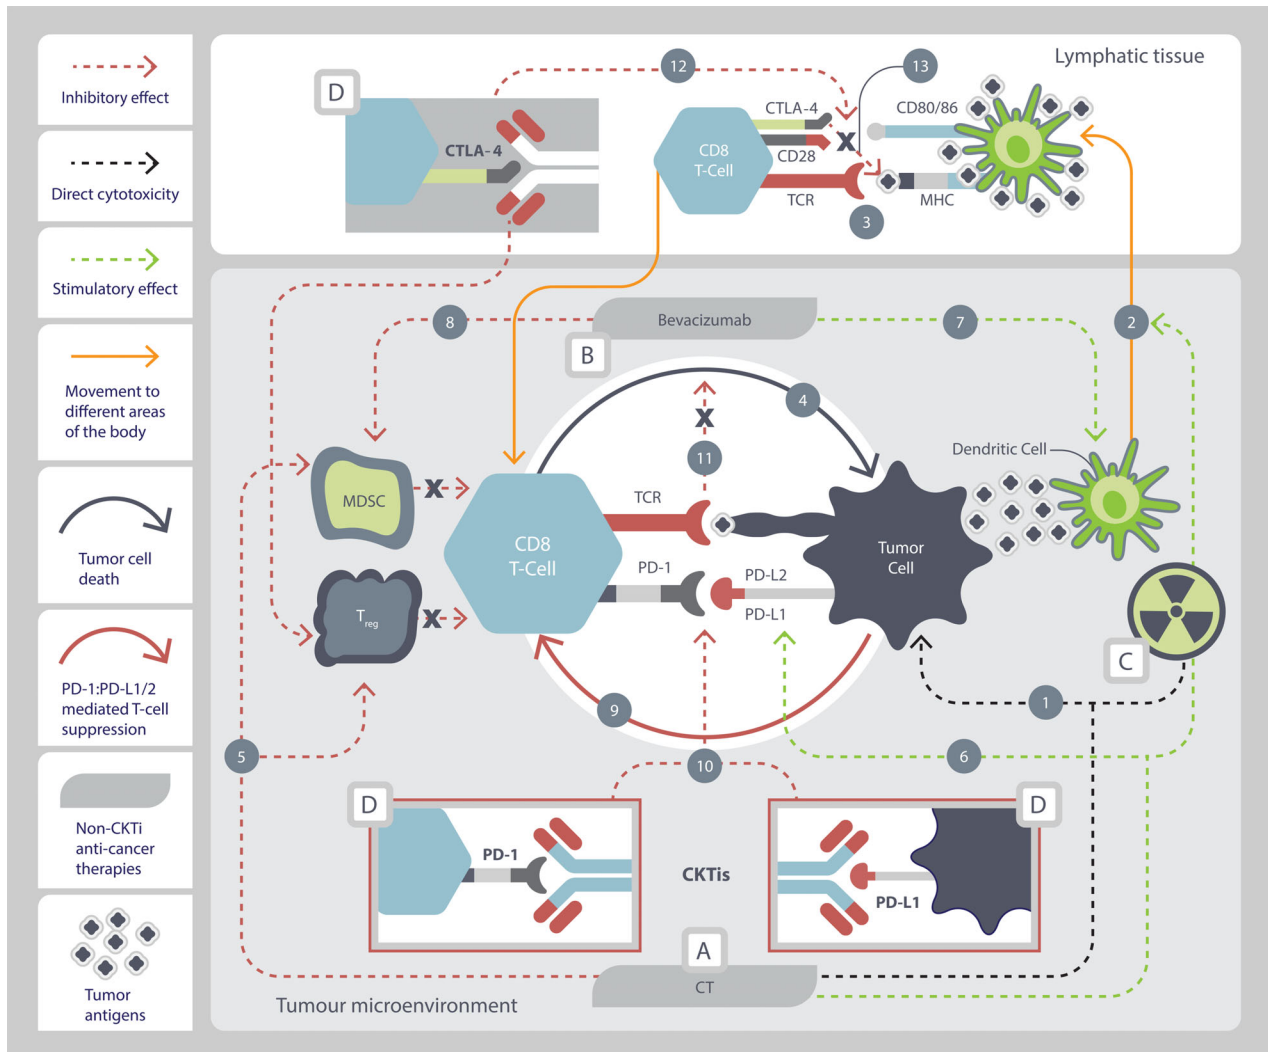 Inhibitory effect
Direct cytotoxicity
Stimulatory effect
Movement to
different areas
of the body
Tumor cell
death
PD-1:PD-L1/2
mediated T-cell
suppression
Non-CKTi
anti-cancer
therapies
Tumor
antigens
Lymphatic tissue
D
CTLA-4
12
13
CTLA-4
CD80/86
CD8
T-Cell
CD28
X
TCR
MHC
3
8
Bevacizumab
7
2
B
4
X
11
Dendritic Cell
MDSC
X
TCR
CD8
T-Cell
Tumor
Cell
PD-1
PD-L2
PD-L1
Treg
X
C
9
1
5
10
6
D
D
PD-1
CKTis
PD-L1
A
CT
Tumour microenvironment